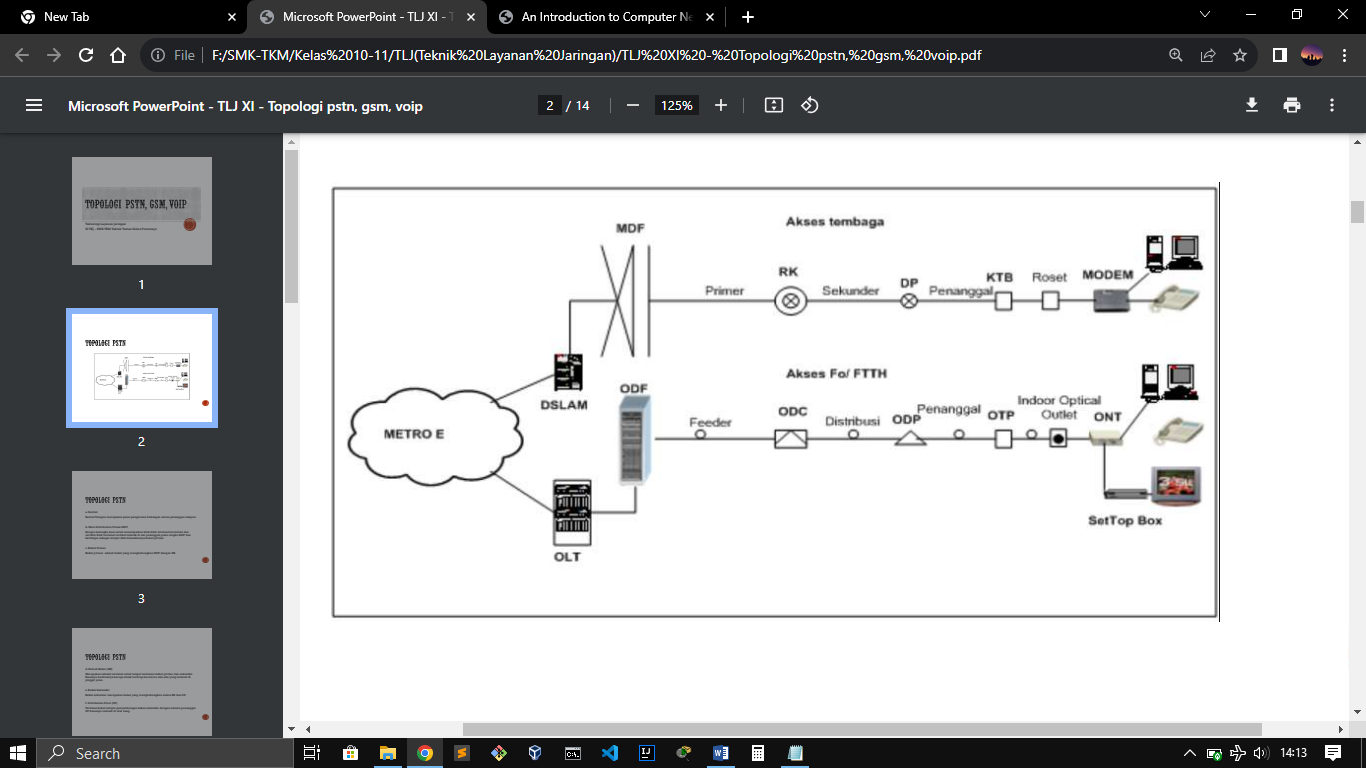 New Tab
Microsoft PowerPoint - TLJ XI - T
An Introduction to Computer Ne
File
F:/SMK-TKM/Kelas%2010-11/TLJ(Teknik%20Layanan%20Jaringan)/TLJ%20XI%20-%20Topologi%20pstn,%20gsm,%20voip.pdf
Microsoft PowerPoint - TLJ XI - Topologi pstn, gsm, voip
2 / 14
125%
TOPOLOGI PSTN, GSM, VOIP
1
TOPOLOGI PSTN
2
TOPOLOGI PSTN
3
TOPOLOGI PSTN
Akses tembaga
MDF
RK
DP
KTB
Roset
MODEM
Primer
Sekunder
Penanggal
DSLAM
METRO E
Akses Fo/ FTTH
ODF
Feeder
ODC
Distribusi
ODP
Penanggal
OTP
Indoor Optical
Outlet
ONT
SetTop Box
OLT
Search
14:13